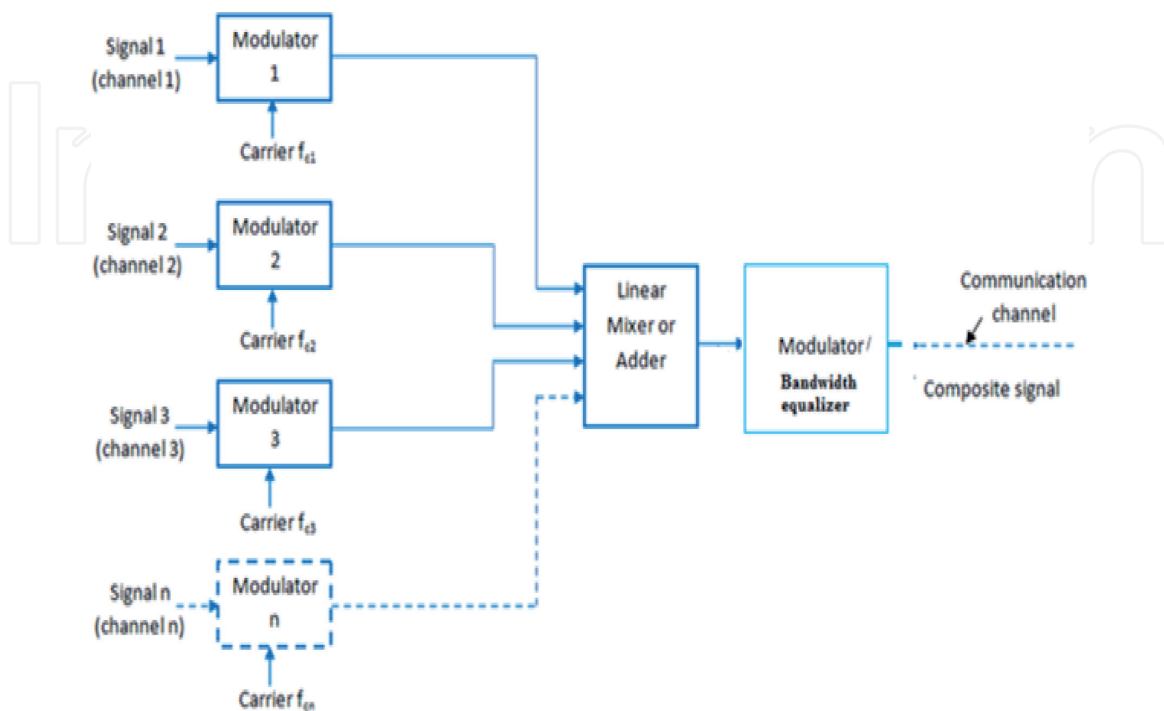 Signal 1
(channel 1)
Modulator
1
Carrier fc1
Signal 2
(channel 2)
Modulator
2
Carrier fc2
Signal 3
(channel 3)
Modulator
3
Carrier fc3
Signal n
(channel n)
Modulator
n
Carrier fcn
Linear
Mixer or
Adder
Modulator/
Bandwidth
equalizer
Communication
channel
Composite signal